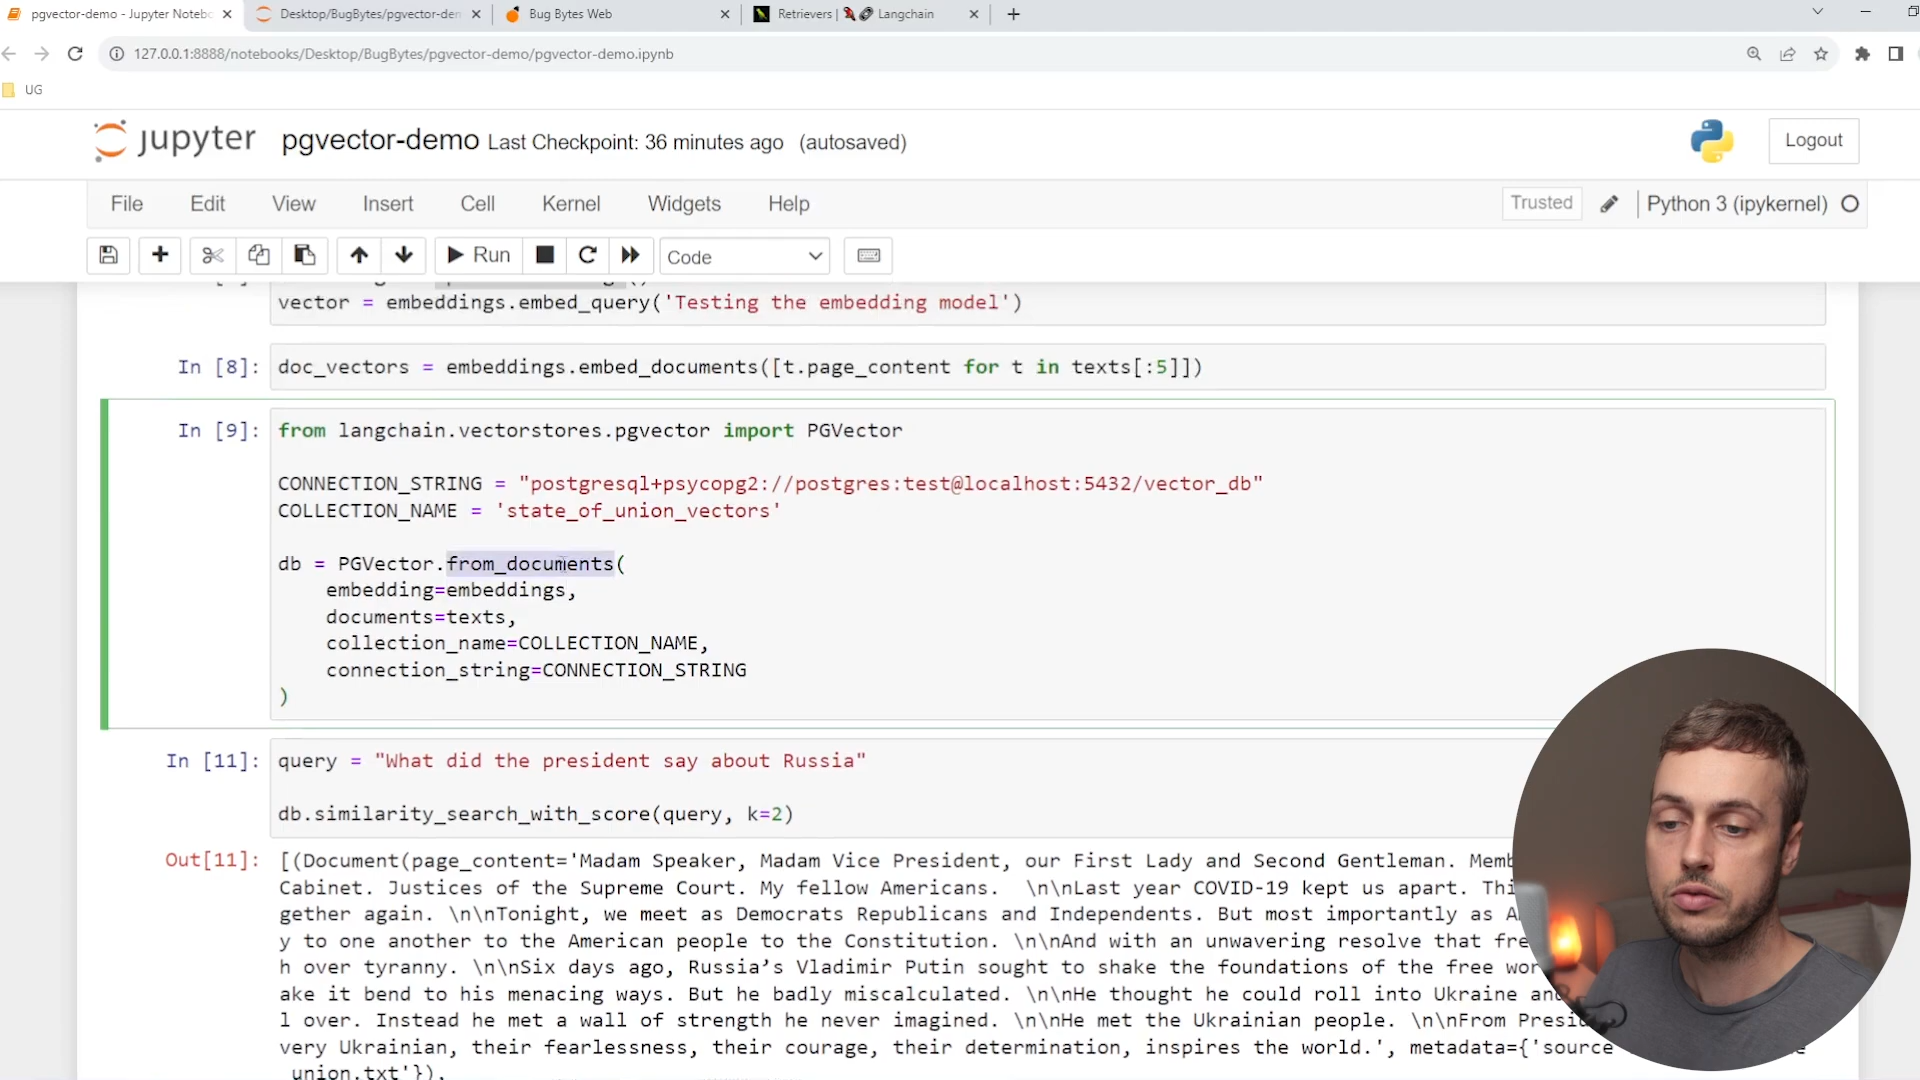 pgvector-demo - Jupyter Notebo
Desktop/BugBytes/pgvector-dem
Bug Bytes Web
Retrievers | Langchain
127.0.0.1:8888/notebooks/Desktop/BugBytes/pgvector-demo/pgvector-demo.ipynb
UG
jupyter pgvector-demo Last Checkpoint: 36 minutes ago (autosaved)
Logout
File Edit View Insert Cell Kernel Widgets Help
Trusted Python 3 (ipykernel)
Run Code
vector = embeddings.embed_query('Testing the embedding model')
In [8]: doc_vectors = embeddings.embed_documents([t.page_content for t in texts[:5]])
In [9]: from langchain.vectorstores.pgvector import PGVector
CONNECTION_STRING = "postgresql+psycopg2://postgres:test@localhost:5432/vector_db"
COLLECTION_NAME = 'state_of_union_vectors'
db = PGVector.from_documents(
embedding=embeddings,
documents=texts,
collection_name=COLLECTION_NAME,
connection_string=CONNECTION_STRING
)
In [11]: query = "What did the president say about Russia"
db.similarity_search_with_score(query, k=2)
Out[11]: [(Document(page_content='Madam Speaker, Madam Vice President, our First Lady and Second Gentleman. Memb
Cabinet. Justices of the Supreme Court. My fellow Americans.  \n\nLast year COVID-19 kept us apart. Thi
gether again. \n\nTonight, we meet as Democrats Republicans and Independents. But most importantly as A
y to one another to the American people to the Constitution. \n\nAnd with an unwavering resolve that fre
h over tyranny. \n\nSix days ago, Russia’s Vladimir Putin sought to shake the foundations of the free wor
ake it bend to his menacing ways. But he badly miscalculated. \n\nHe thought he could roll into Ukraine and
l over. Instead he met a wall of strength he never imagined. \n\nHe met the Ukrainian people. \n\nFrom Presi
very Ukrainian, their fearlessness, their courage, their determination, inspires the world.', metadata={'source
union.txt'}),